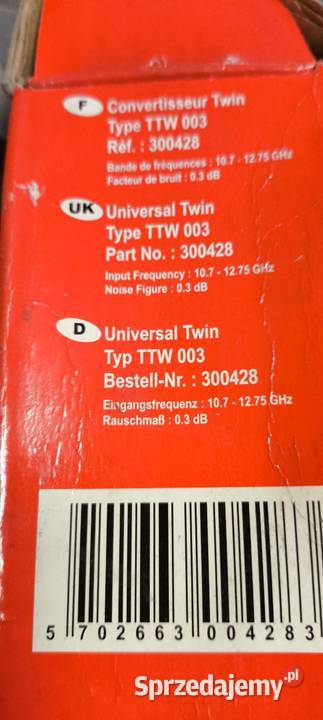 F Convertisseur Twin
Type TTW 003
Réf. : 300428
Bande de fréquences : 10.7 - 12.75 GHz
Facteur de bruit : 0.3 dB
UK Universal Twin
Type TTW 003
Part No. : 300428
Input Frequency : 10.7 - 12.75 GHz
Noise Figure : 0.3 dB
D Universal Twin
Typ TTW 003
Bestell-Nr. : 300428
Eingangsfrequenz : 10.7 - 12.75 GHz
Rauschmaß : 0.3 dB
5 702663 004283
Sprzedajemy.pl